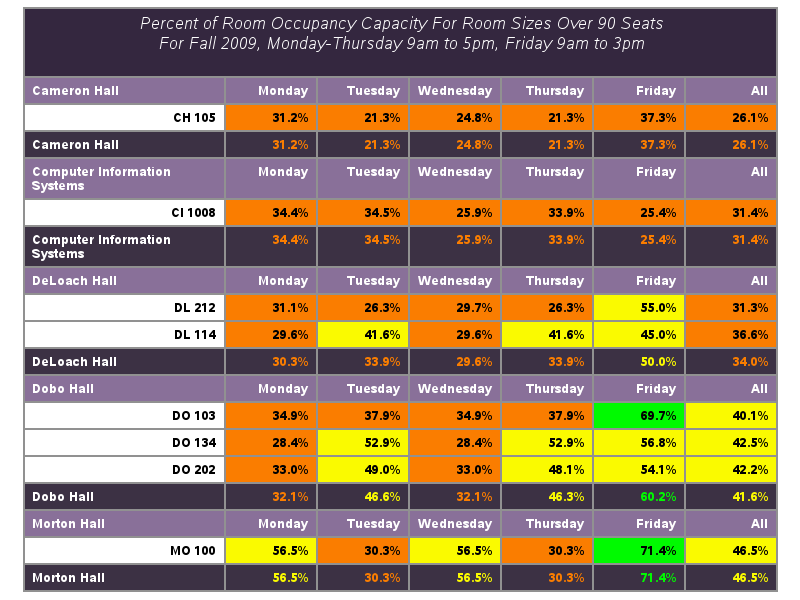 Percent of Room Occupancy Capacity For Room Sizes Over 90 Seats
For Fall 2009, Monday-Thursday 9am to 5pm, Friday 9am to 3pm
Cameron Hall Monday Tuesday Wednesday Thursday Friday All
CH 105 31.2% 21.3% 24.8% 21.3% 37.3% 26.1%
Cameron Hall 31.2% 21.3% 24.8% 21.3% 37.3% 26.1%
Computer Information Monday Tuesday Wednesday Thursday Friday All
Systems
CI 1008 34.4% 34.5% 25.9% 33.9% 25.4% 31.4%
Computer Information 34.4% 34.5% 25.9% 33.9% 25.4% 31.4%
Systems
DeLoach Hall Monday Tuesday Wednesday Thursday Friday All
DL 212 31.1% 26.3% 29.7% 26.3% 55.0% 31.3%
DL 114 29.6% 41.6% 29.6% 41.6% 45.0% 36.6%
DeLoach Hall 30.3% 33.9% 29.6% 33.9% 50.0% 34.0%
Dobo Hall Monday Tuesday Wednesday Thursday Friday All
DO 103 34.9% 37.9% 34.9% 37.9% 69.7% 40.1%
DO 134 28.4% 52.9% 28.4% 52.9% 56.8% 42.5%
DO 202 33.0% 49.0% 33.0% 48.1% 54.1% 42.2%
Dobo Hall 32.1% 46.6% 32.1% 46.3% 60.2% 41.6%
Morton Hall Monday Tuesday Wednesday Thursday Friday All
MO 100 56.5% 30.3% 56.5% 30.3% 71.4% 46.5%
Morton Hall 56.5% 30.3% 56.5% 30.3% 71.4% 46.5%